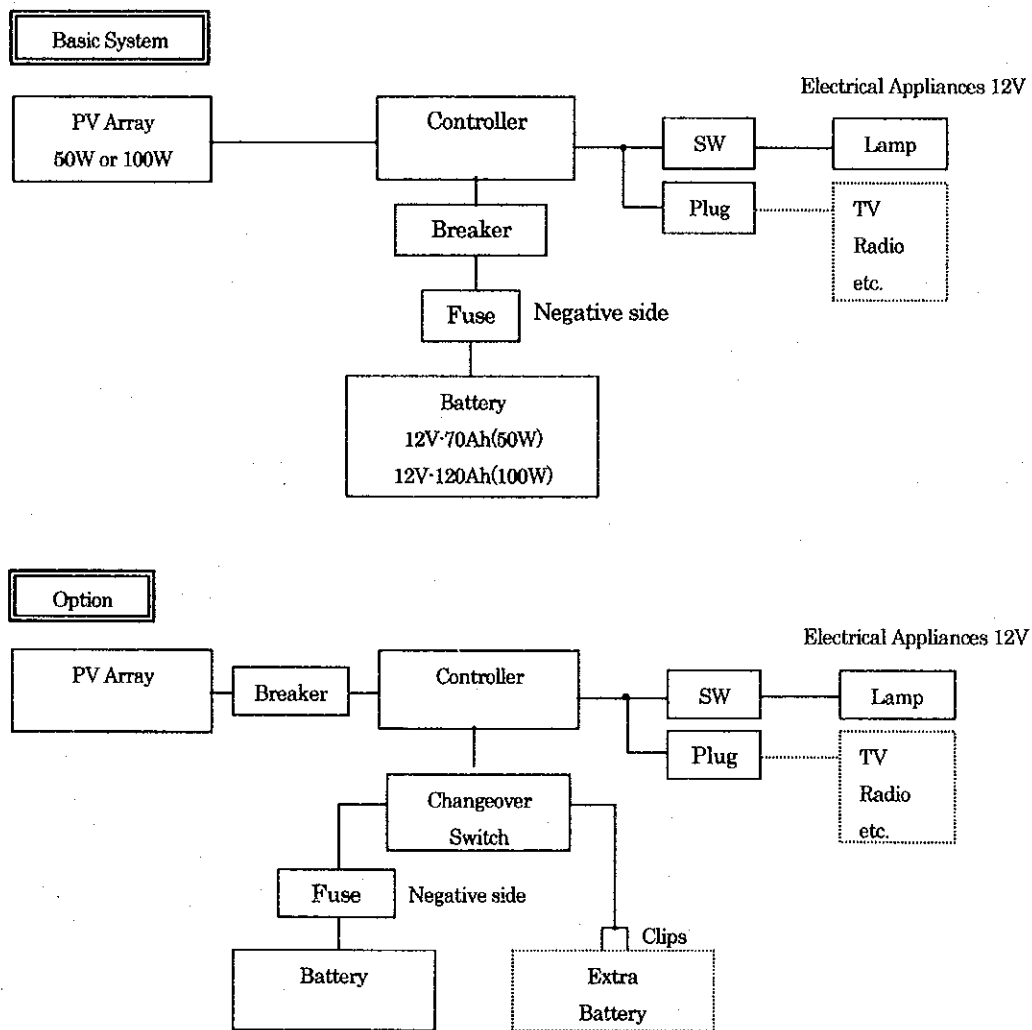 Basic System
Electrical Appliances 12V
PV Array
50W or 100W
Controller
SW
Lamp
Plug
TV
Radio
etc.
Breaker
Fuse
Negative side
Battery
12V-70Ah(50W)
12V-120Ah(100W)
Option
Electrical Appliances 12V
PV Array
Breaker
Controller
SW
Lamp
Plug
TV
Radio
etc.
Changeover
Switch
Fuse
Negative side
Clips
Battery
Extra
Battery